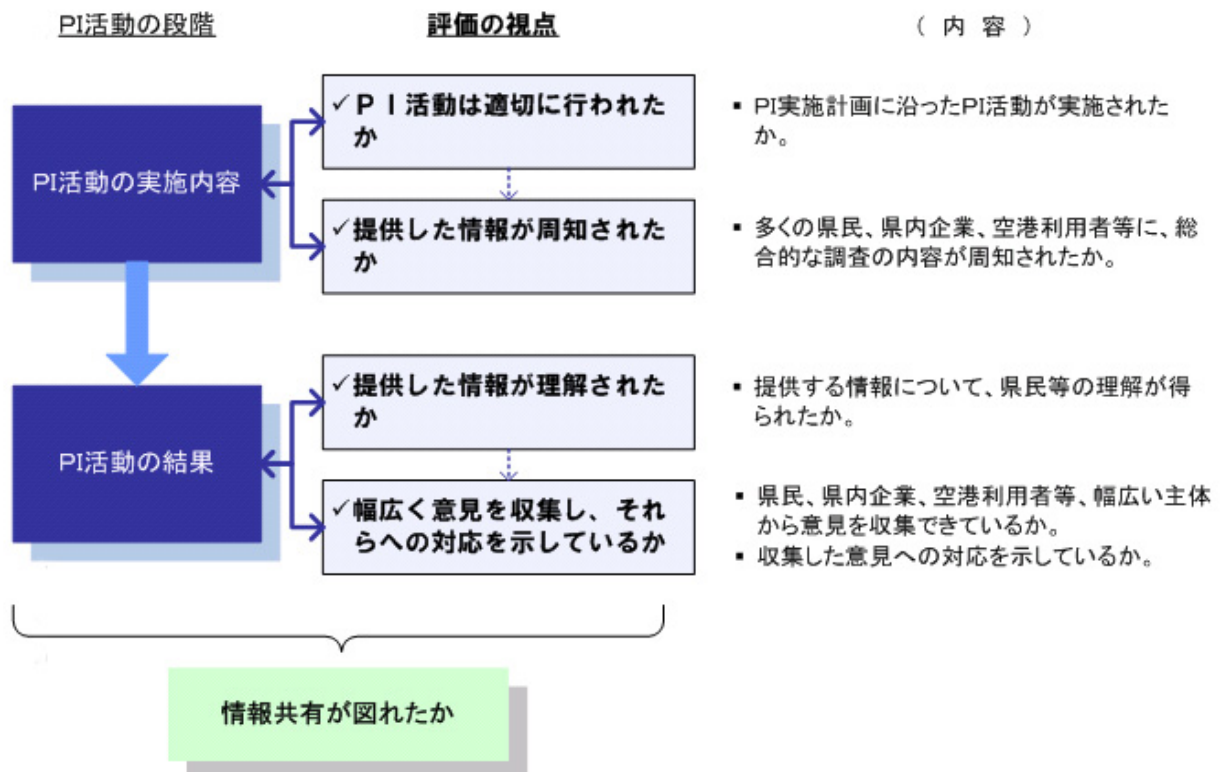 PI活動の段階
評価の視点
（ 内 容 ）
PI活動の実施内容
✓ＰＩ活動は適切に行われた
か
▪ PI実施計画に沿ったPI活動が実施された
か。
✓提供した情報が周知された
か
▪ 多くの県民、県内企業、空港利用者等に、総
合的な調査の内容が周知されたか。
PI活動の結果
✓提供した情報が理解された
か
▪ 提供する情報について、県民等の理解が得
られたか。
✓幅広く意見を収集し、それ
らへの対応を示しているか
▪ 県民、県内企業、空港利用者等、幅広い主体
から意見を収集できているか。
▪ 収集した意見への対応を示しているか。
情報共有が図れたか